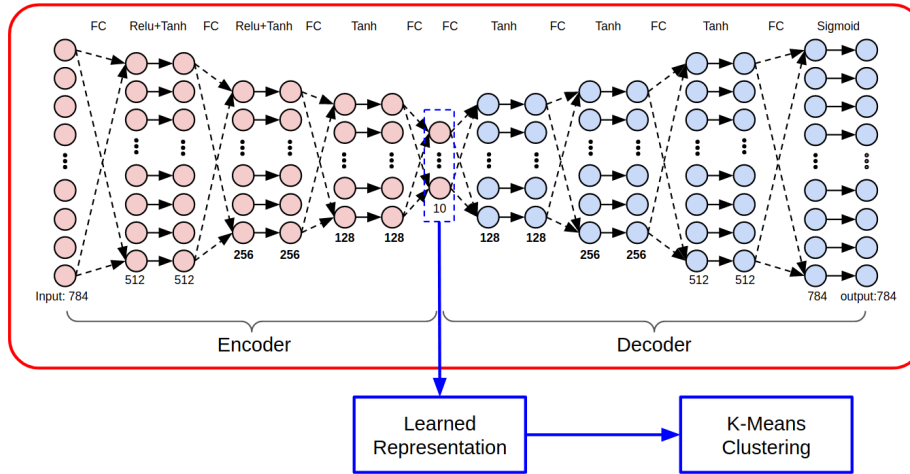 FC Relu+Tanh FC Relu+Tanh FC Tanh FC FC Tanh FC Tanh FC Tanh FC Sigmoid
10
128 128 128 128
256 256 256 256
512 512 512 512
Input: 784 784 output:784
Encoder Decoder
Learned
Representation
K-Means
Clustering